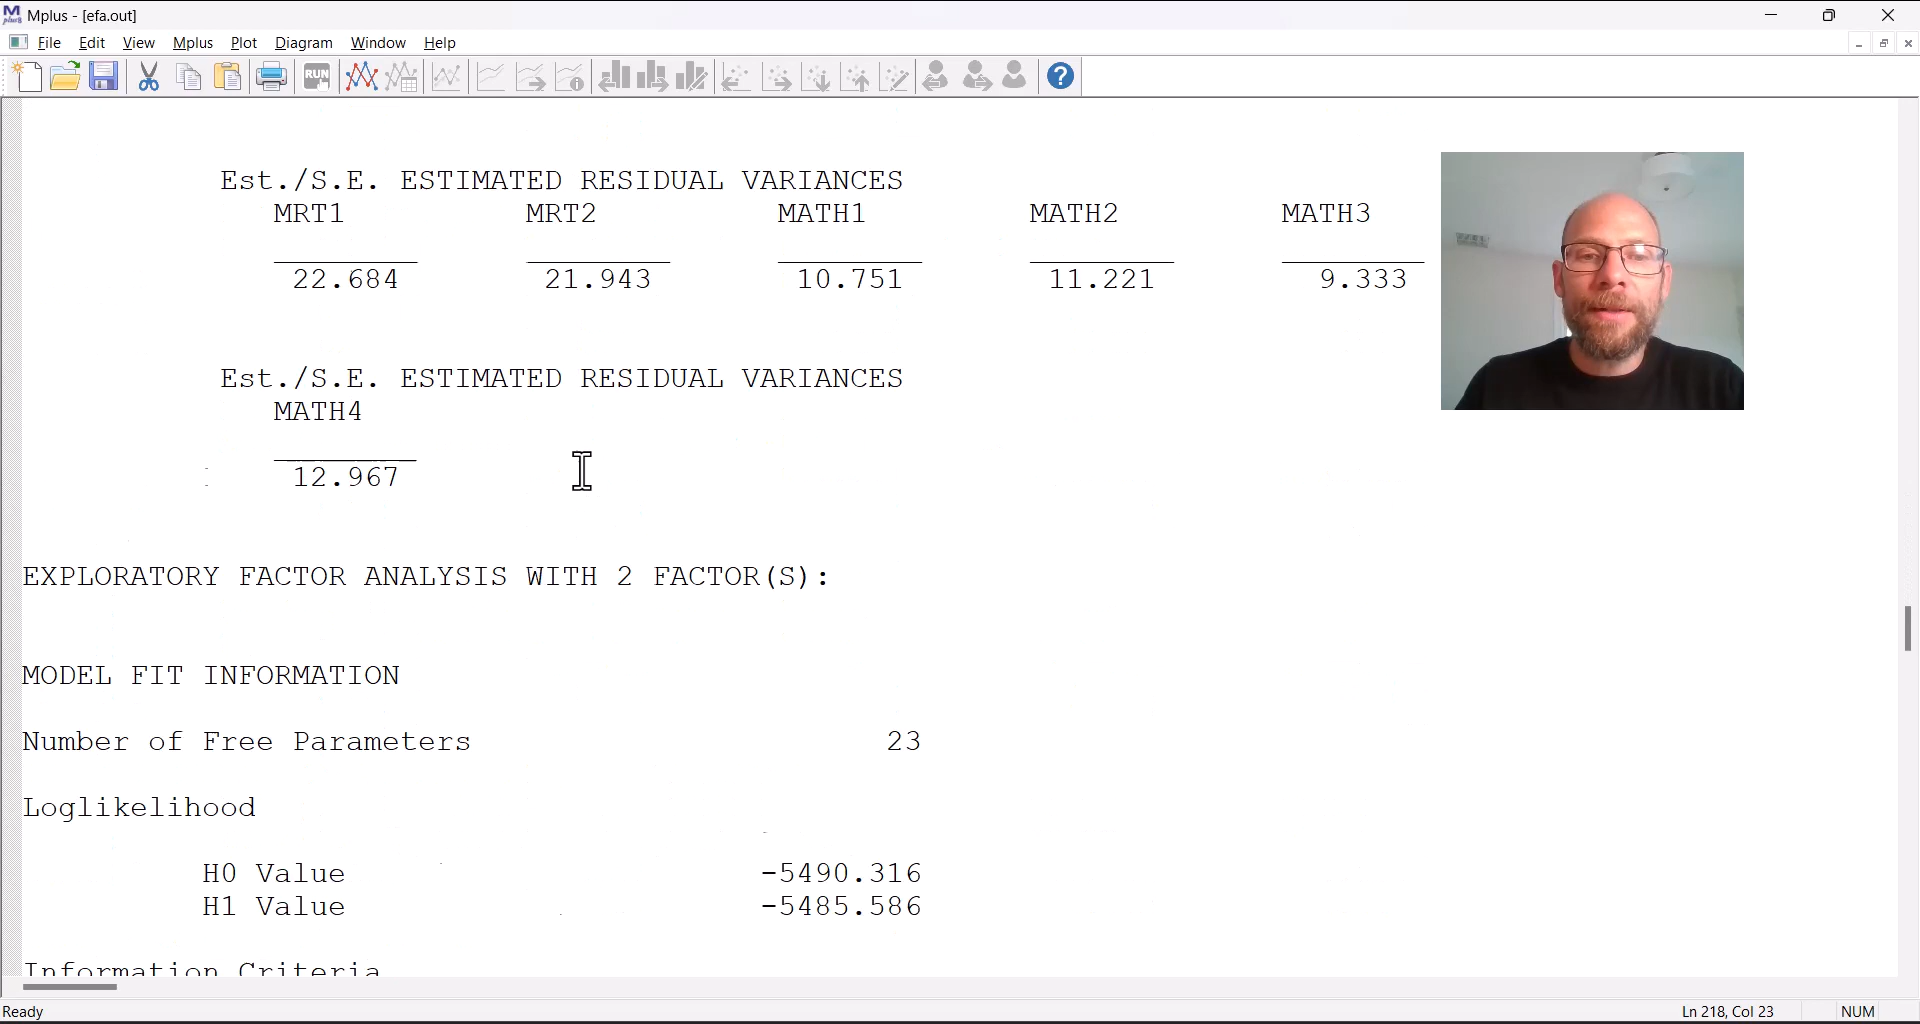 Mplus - [efa.out]
File Edit View Mplus Plot Diagram Window Help
RUN
Est./S.E. ESTIMATED RESIDUAL VARIANCES
MRT1 MRT2 MATH1 MATH2 MATH3
22.684 21.943 10.751 11.221 9.333
Est./S.E. ESTIMATED RESIDUAL VARIANCES
MATH4
12.967
EXPLORATORY FACTOR ANALYSIS WITH 2 FACTOR(S):
MODEL FIT INFORMATION
Number of Free Parameters 23
Loglikelihood
H0 Value -5490.316
H1 Value -5485.586
Information Criteria
Ready Ln 218, Col 23 NUM